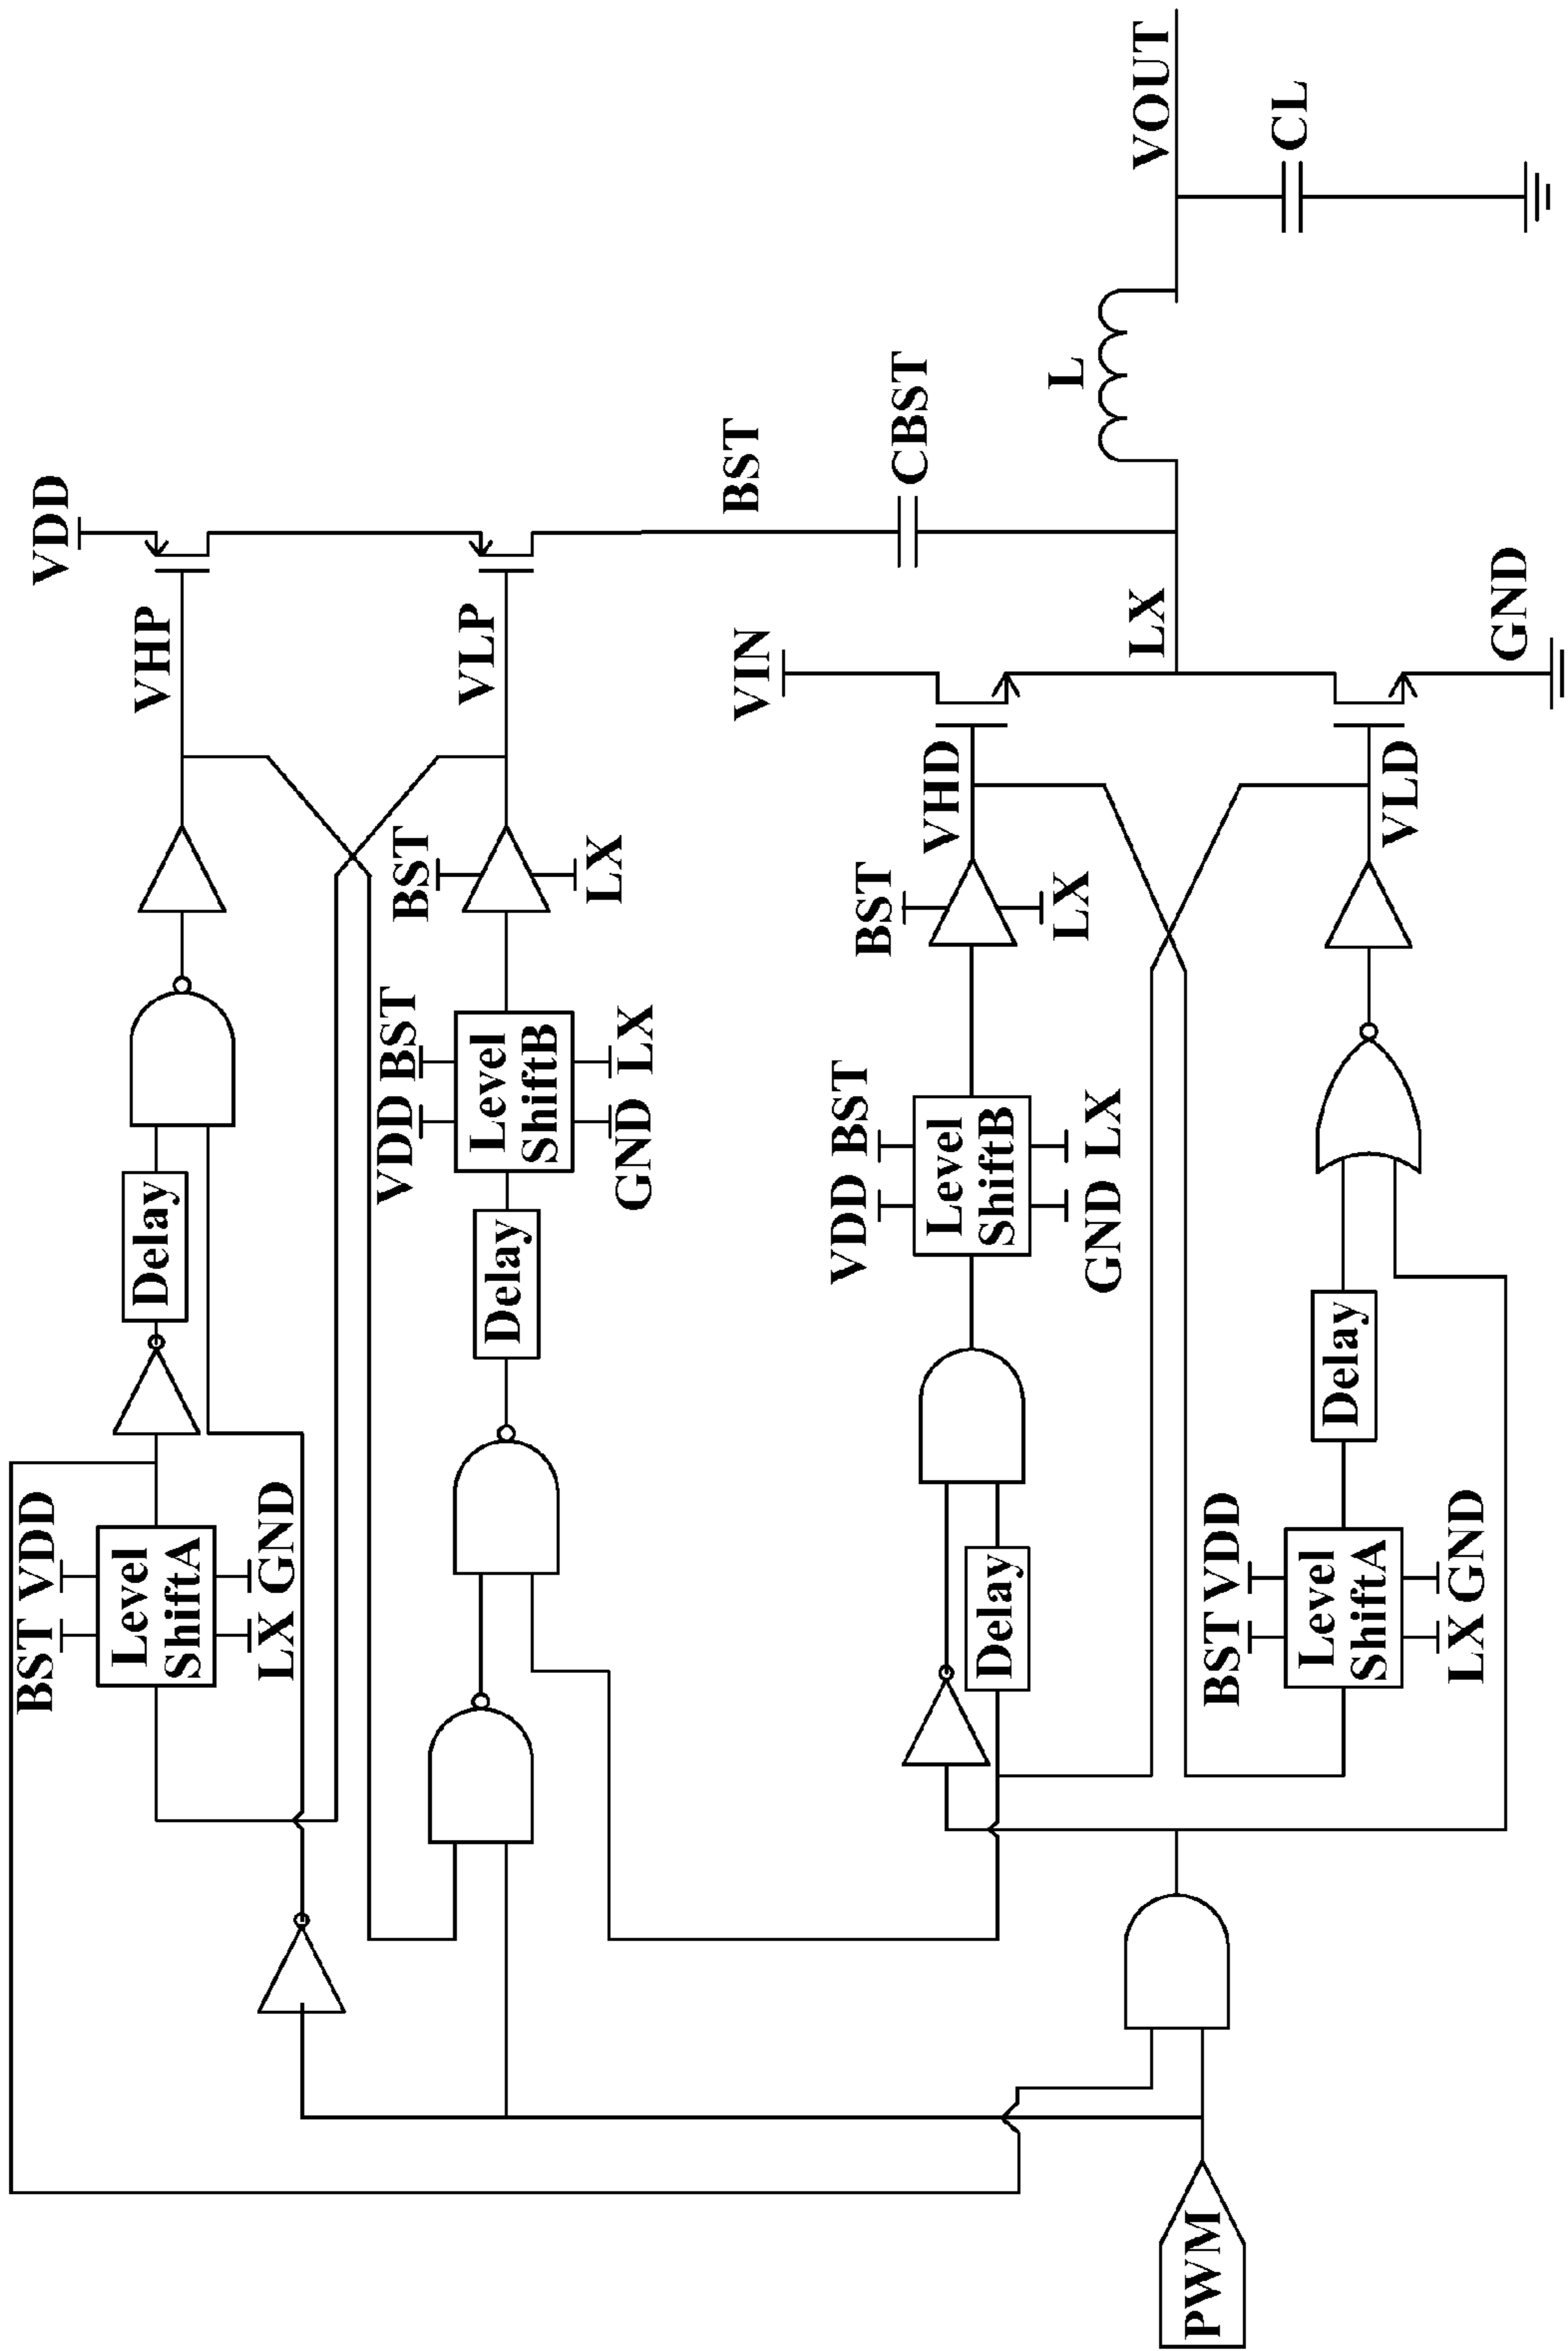 VDD
VHP
Delay
BST VDD
Level
ShiftA
LX GND
VLP
BST
LX
VDD BST
Level
ShiftB
GND LX
Delay
BST
CBST
L
VOUT
CL
VIN
LX
VHD
BST
LX
VDD BST
Level
ShiftB
GND LX
Delay
GND
VLD
Delay
BST VDD
Level
ShiftA
LX GND
PWM